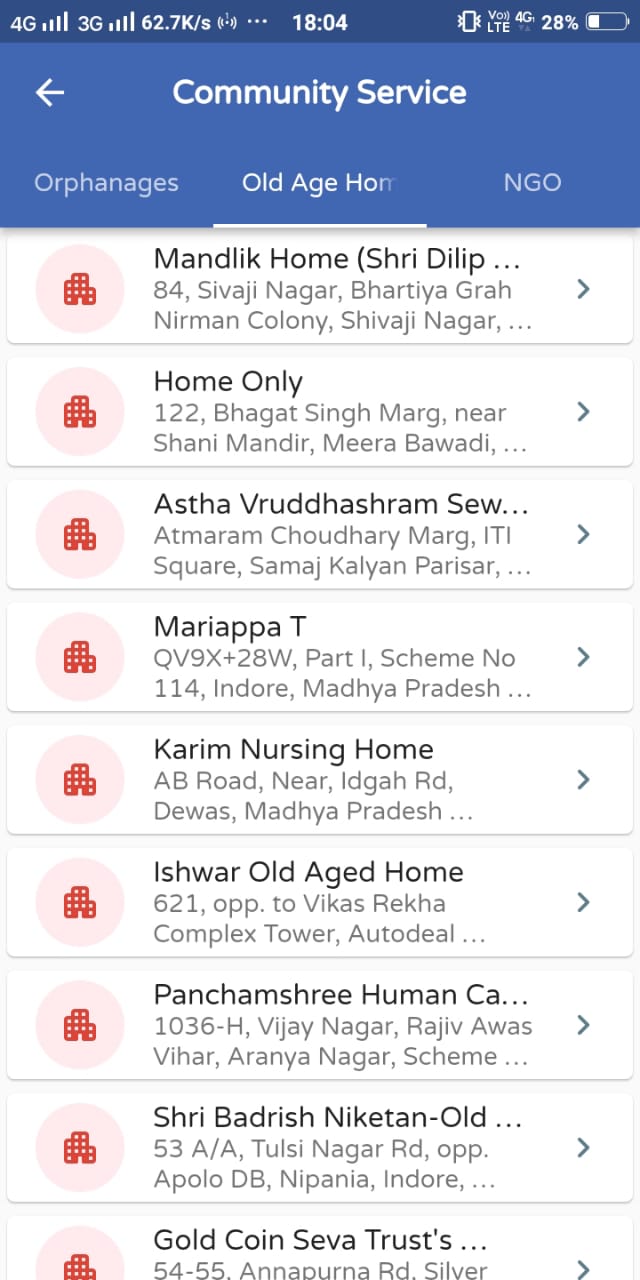 4G 3G 62.7K/s ... 18:04 Vo) LTE 4G 28%
Community Service
Orphanages Old Age Hom NGO
Mandlik Home (Shri Dilip ...
84, Sivaji Nagar, Bhartiya Grah
Nirman Colony, Shivaji Nagar, ...
Home Only
122, Bhagat Singh Marg, near
Shani Mandir, Meera Bawadi, ...
Astha Vruddhashram Sew...
Atmaram Choudhary Marg, ITI
Square, Samaj Kalyan Parisar, ...
Mariappa T
QV9X+28W, Part I, Scheme No
114, Indore, Madhya Pradesh ...
Karim Nursing Home
AB Road, Near, Idgah Rd,
Dewas, Madhya Pradesh ...
Ishwar Old Aged Home
621, opp. to Vikas Rekha
Complex Tower, Autodeal ...
Panchamshree Human Ca...
1036-H, Vijay Nagar, Rajiv Awas
Vihar, Aranya Nagar, Scheme ...
Shri Badrish Niketan-Old ...
53 A/A, Tulsi Nagar Rd, opp.
Apolo DB, Nipania, Indore, ...
Gold Coin Seva Trust's ...
54-55, Annapurna Rd, Silver